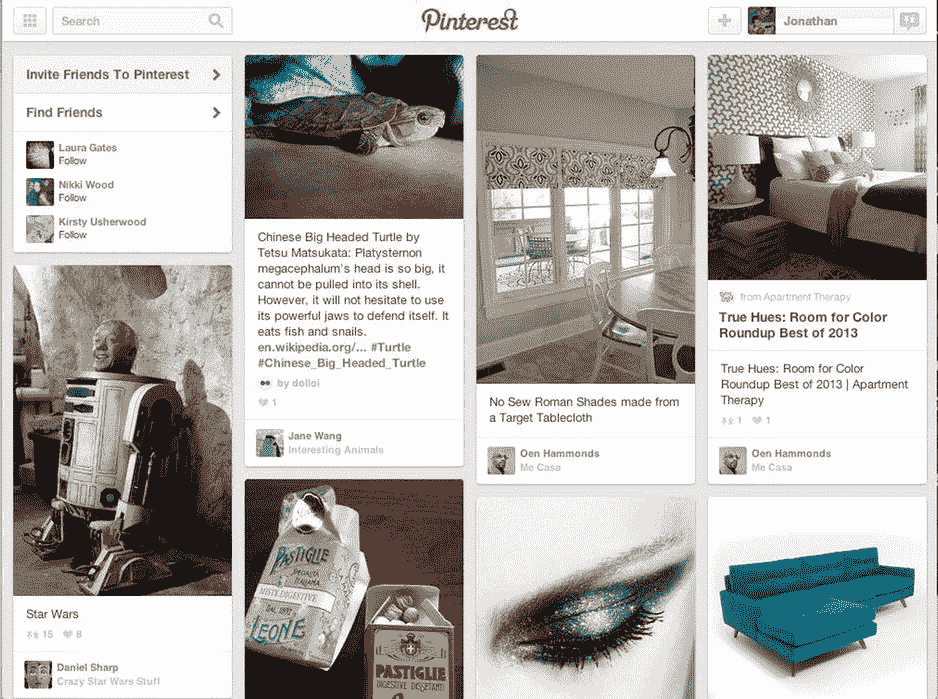 Search
Pinterest
Jonathan
Invite Friends To Pinterest
Find Friends
Laura Gates
Follow
Nikki Wood
Follow
Kirsty Usherwood
Follow
Star Wars
15 8
Daniel Sharp
Crazy Star Wars Stuff
Chinese Big Headed Turtle by
Tetsu Matsukata: Platysternon
megacephalum's head is so big, it
cannot be pulled into its shell.
However, it will not hesitate to use
its powerful jaws to defend itself. It
eats fish and snails.
en.wikipedia.org/... #Turtle
#Chinese_Big_Headed_Turtle
by dolloi
1
Jane Wang
Interesting Animals
PASTIGLIE
MISTE DIGESTIVE
DAL 1857
LEONE
PASTIGLIE
DIGESTIVE DISSETANTI
No Sew Roman Shades made from
a Target Tablecloth
Oen Hammonds
Me Casa
from Apartment Therapy
True Hues: Room for Color
Roundup Best of 2013
True Hues: Room for Color
Roundup Best of 2013 | Apartment
Therapy
1 1
Oen Hammonds
Me Casa